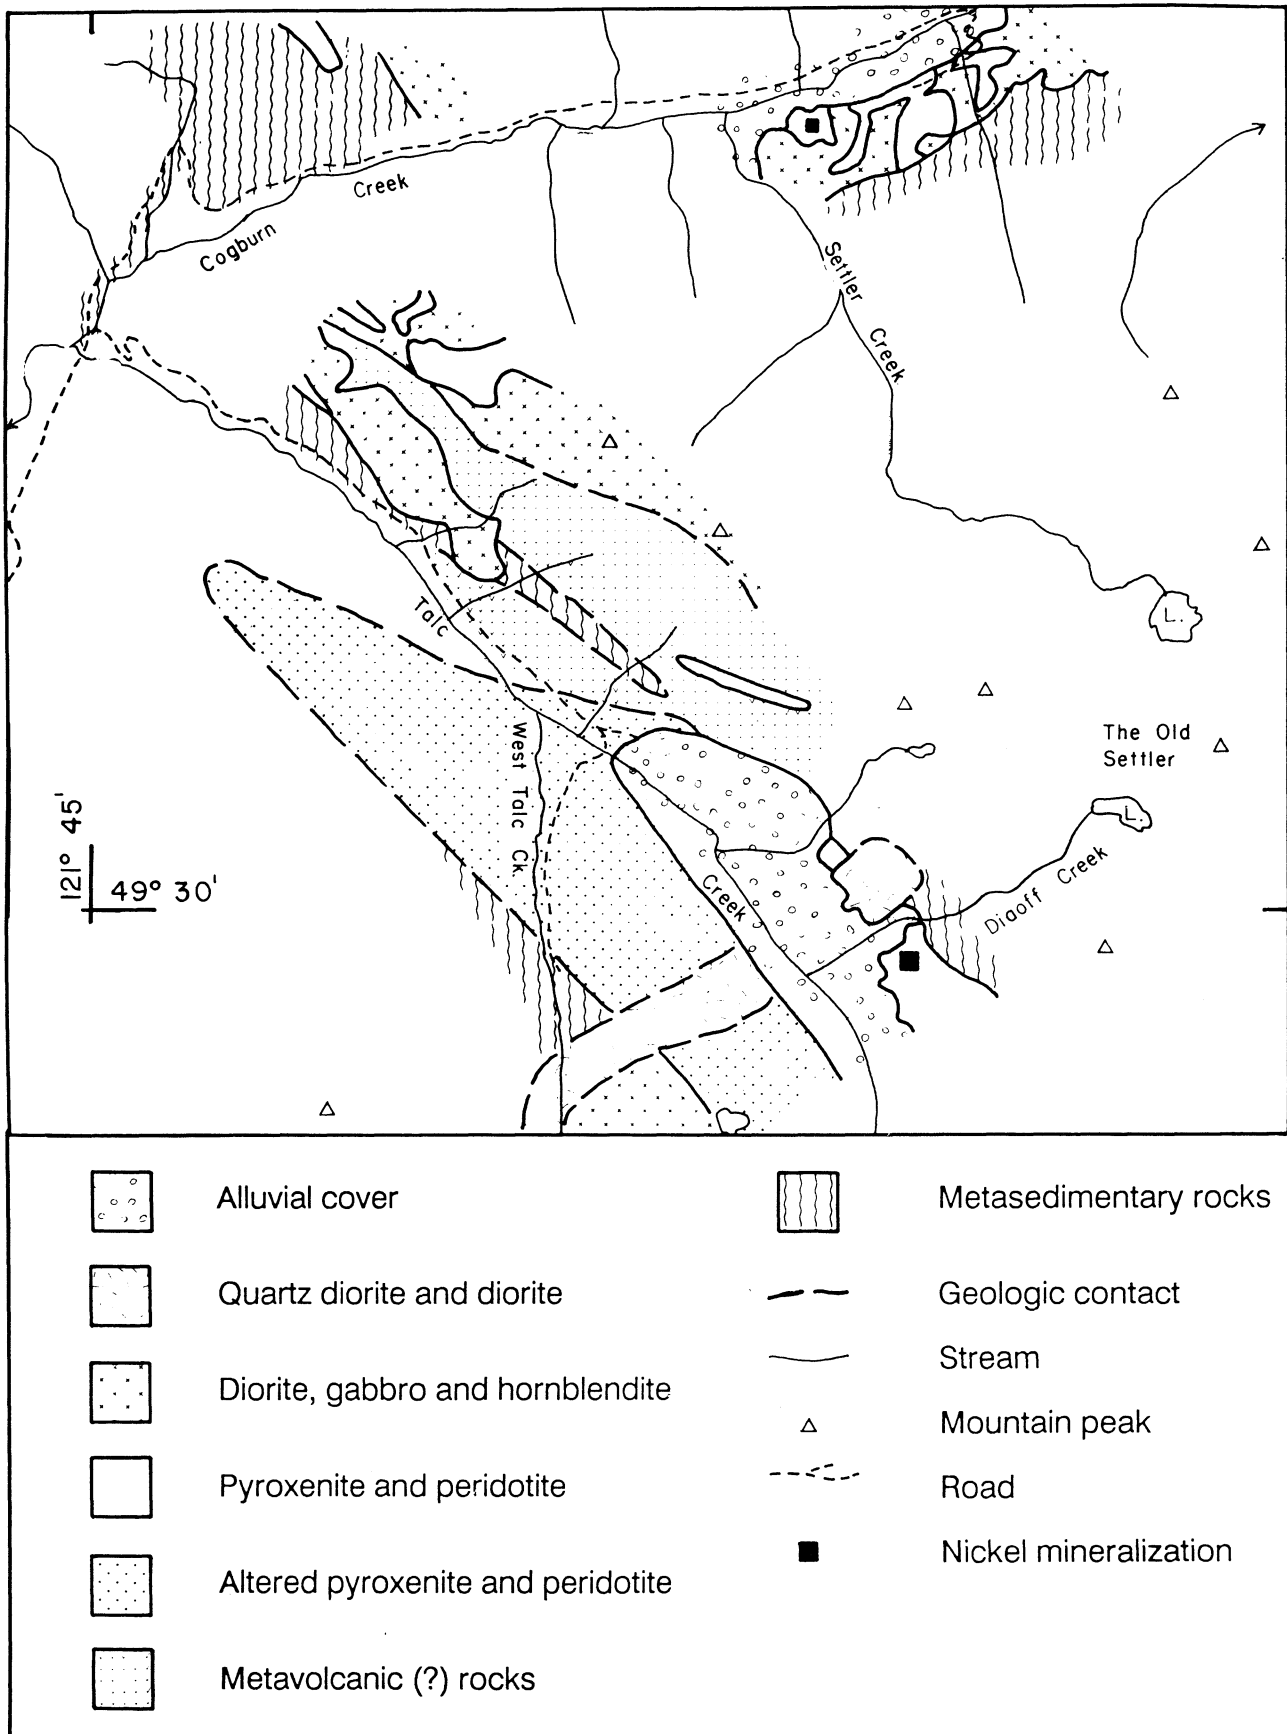 Creek
Cogburn
Settler
Creek
Talc
L.
West Talc Ck.
The Old
Settler
L.
121° 45'
49° 30'
Creek
Digoff Creek
Alluvial cover
Metasedimentary rocks
Quartz diorite and diorite
Geologic contact
Stream
Diorite, gabbro and hornblendite
Mountain peak
Pyroxenite and peridotite
Road
Nickel mineralization
Altered pyroxenite and peridotite
Metavolcanic (?) rocks